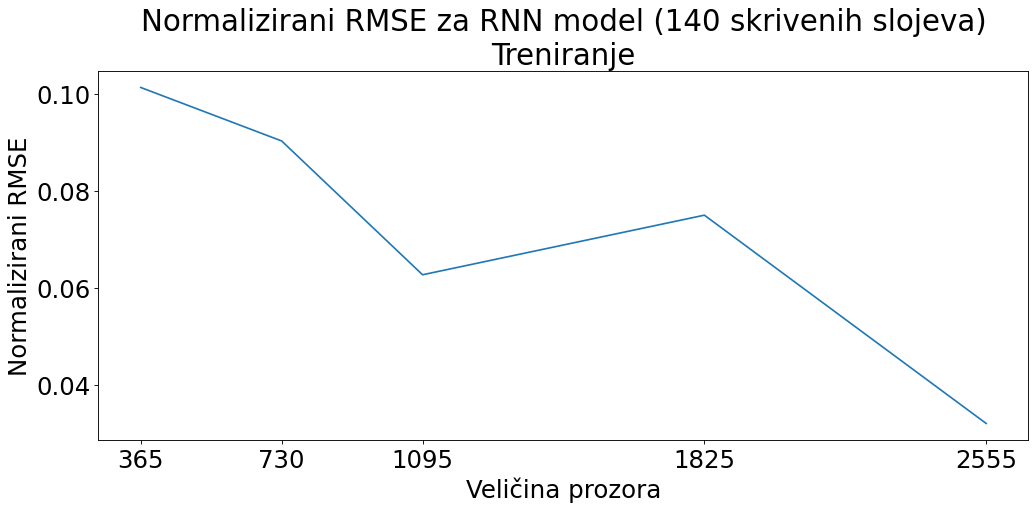 Normalizirani RMSE za RNN model (140 skrivenih slojeva)
Treniranje
Normalizirani RMSE
0.10
0.08
0.06
0.04
365 730 1095 1825 2555
Veličina prozora